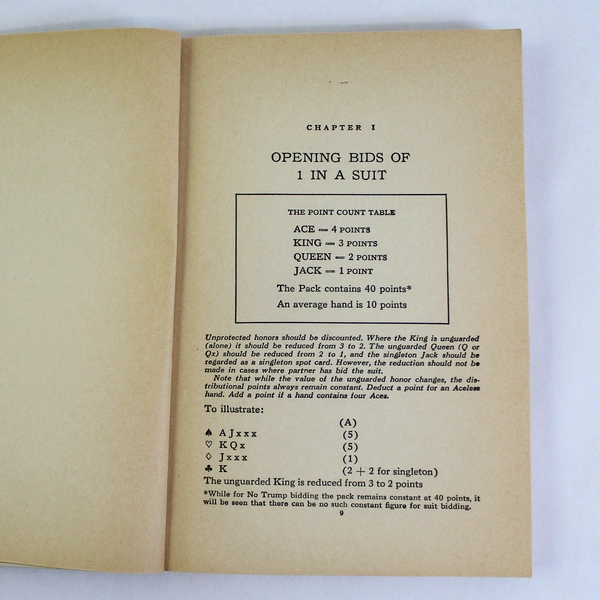 CHAPTER I
OPENING BIDS OF
1 IN A SUIT
THE POINT COUNT TABLE
ACE — 4 POINTS
KING — 3 POINTS
QUEEN — 2 POINTS
JACK — 1 POINT
The Pack contains 40 points*
An average hand is 10 points
Unprotected honors should be discounted. Where the King is unguarded
(alone) it should be reduced from 3 to 2. The unguarded Queen (Q or
Qx) should be reduced from 2 to 1, and the singleton Jack should be
regarded as a singleton spot card. However, the reduction should not be
made in cases where partner has bid the suit.
Note that while the value of the unguarded honor changes, the dis-
tributional points always remain constant. Deduct a point for an Aceless
hand. Add a point if a hand contains four Aces.
To illustrate:
(A)
♠ A J x x x (5)
♡ K Q x (5)
♢ J x x x (1)
♣ K (2 + 2 for singleton)
The unguarded King is reduced from 3 to 2 points
*While for No Trump bidding the pack remains constant at 40 points, it
will be seen that there can be no such constant figure for suit bidding.
9